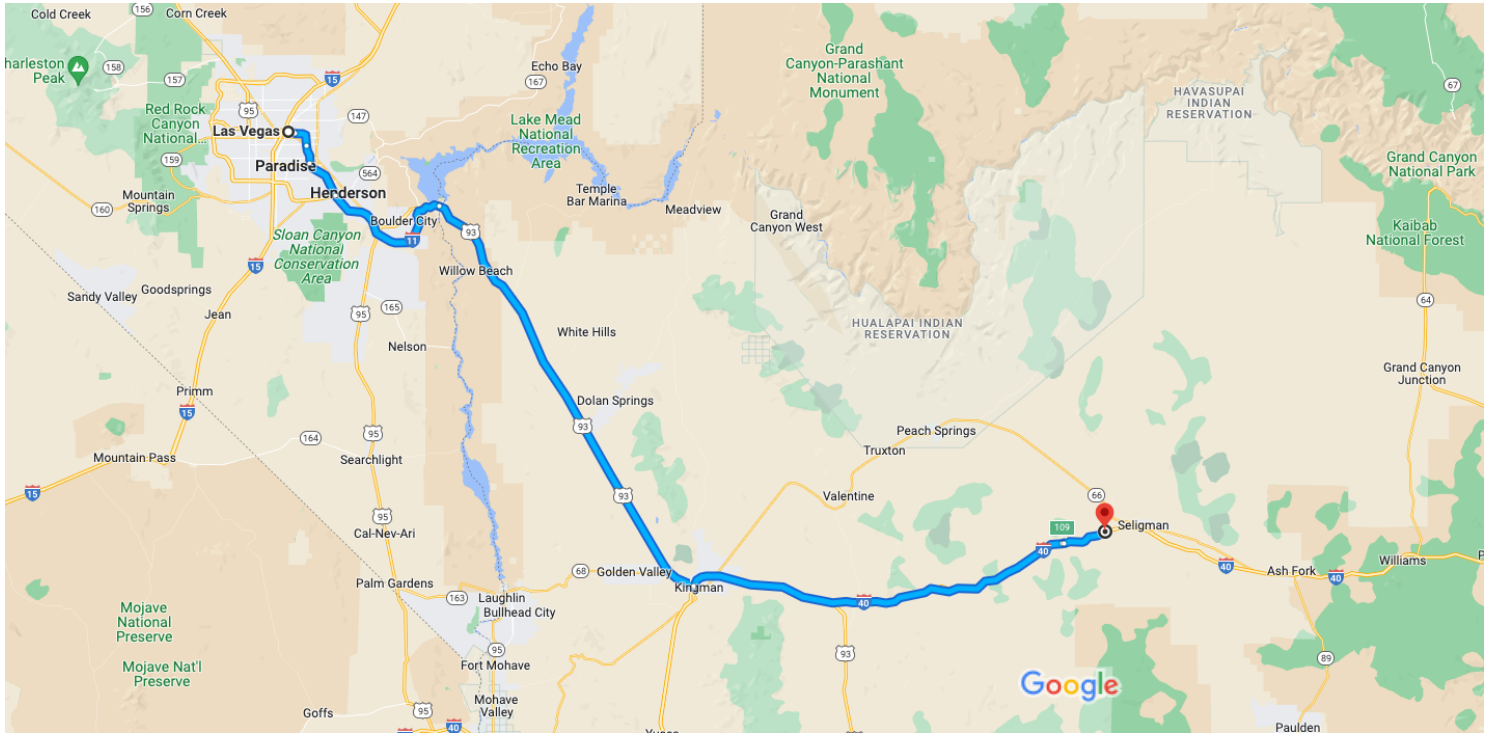 Cold Creek
156
Corn Creek
Charleston
Peak
158
157
15
95
147
Red Rock
Canyon
National...
Las Vegas
159
Paradise
564
Henderson
160
Mountain
Springs
Boulder City
11
Sloan Canyon
National
Conservation
Area
15
Echo Bay
167
Lake Mead
National
Recreation
Area
Temple
Bar Marina
Meadview
Grand
Canyon-Parashant
National
Monument
Grand
Canyon West
HAVASUPAI
INDIAN
RESERVATION
67
Grand Canyon
National Park
Kaibab
National Forest
93
Willow Beach
Sandy Valley
Goodsprings
Jean
95
165
Nelson
White Hills
HUALAPAI INDIAN
RESERVATION
64
Primm
15
Dolan Springs
93
Grand Canyon
Junction
Peach Springs
Truxton
164
95
Mountain Pass
Searchlight
15
93
Valentine
66
95
Cal-Nev-Ari
109
Seligman
40
40
Williams
Ash Fork
40
68
Golden Valley
Kingman
Palm Gardens
163
Laughlin
Bullhead City
40
Mojave
National
Preserve
95
93
89
Mojave Nat'l
Preserve
Fort Mohave
Google
Mohave
Valley
Goffs
95
40
Paulden